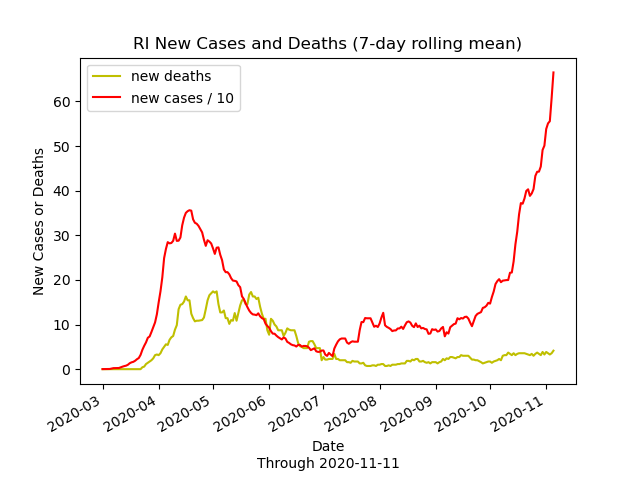 RI New Cases and Deaths (7-day rolling mean)
new deaths
new cases / 10
New Cases or Deaths
60
50
40
30
20
10
0
2020-03
2020-04
2020-05
2020-06
2020-07
2020-08
2020-09
2020-10
2020-11
Date
Through 2020-11-11